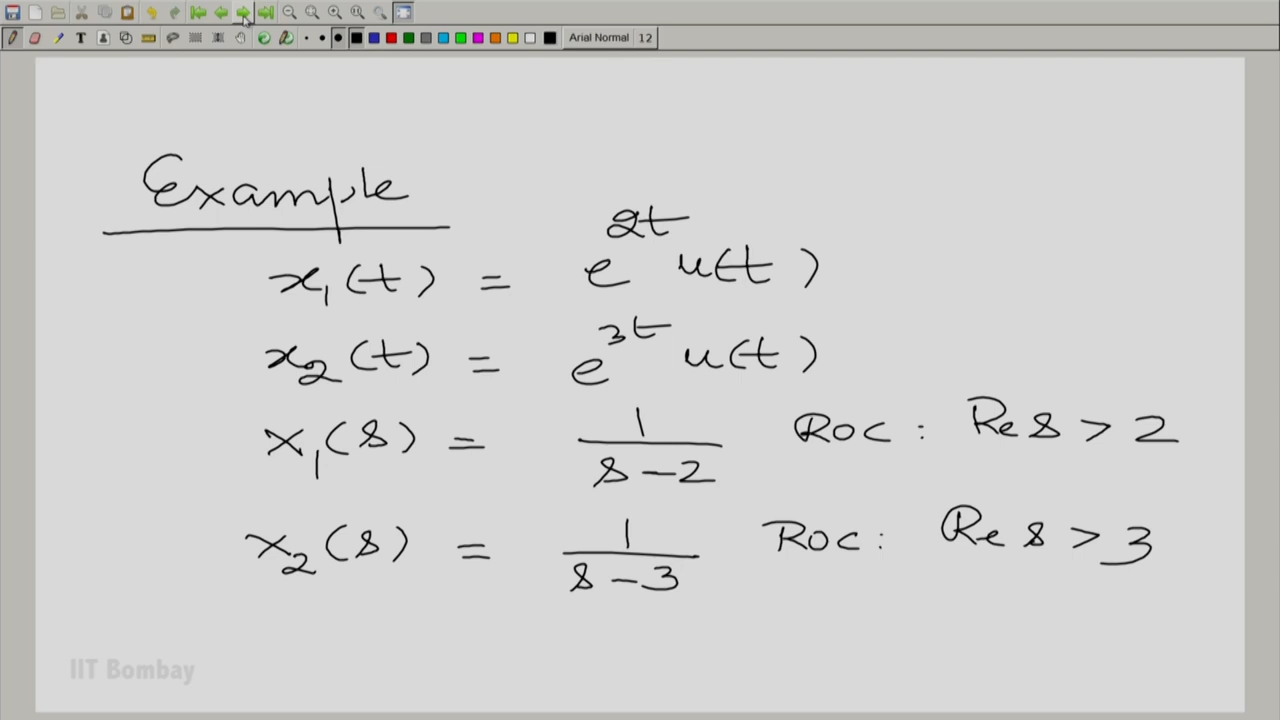 Arial Normal 12
Example
x₁(t) = e^{2t} u(t)
x₂(t) = e^{3t} u(t)
X₁(s) = 1/(s-2) ROC: Re s > 2
X₂(s) = 1/(s-3) ROC: Re s > 3
IIT Bombay